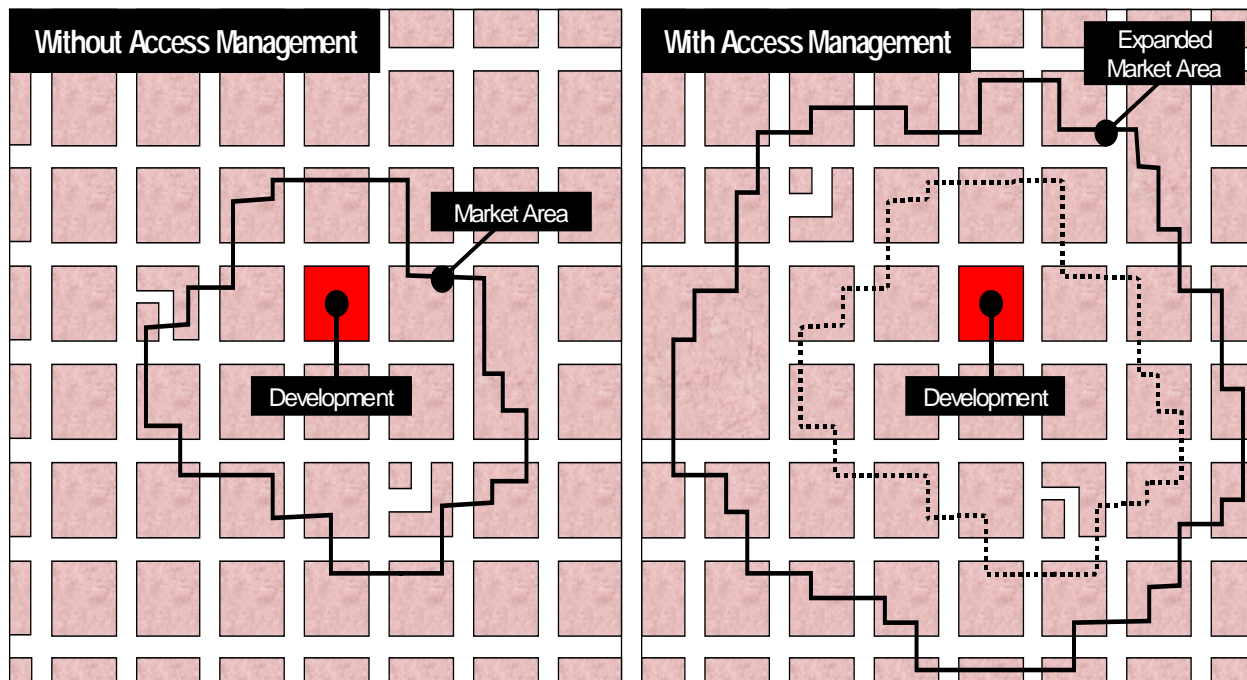 Without Access Management
Market Area
Development
With Access Management
Expanded
Market Area
Development